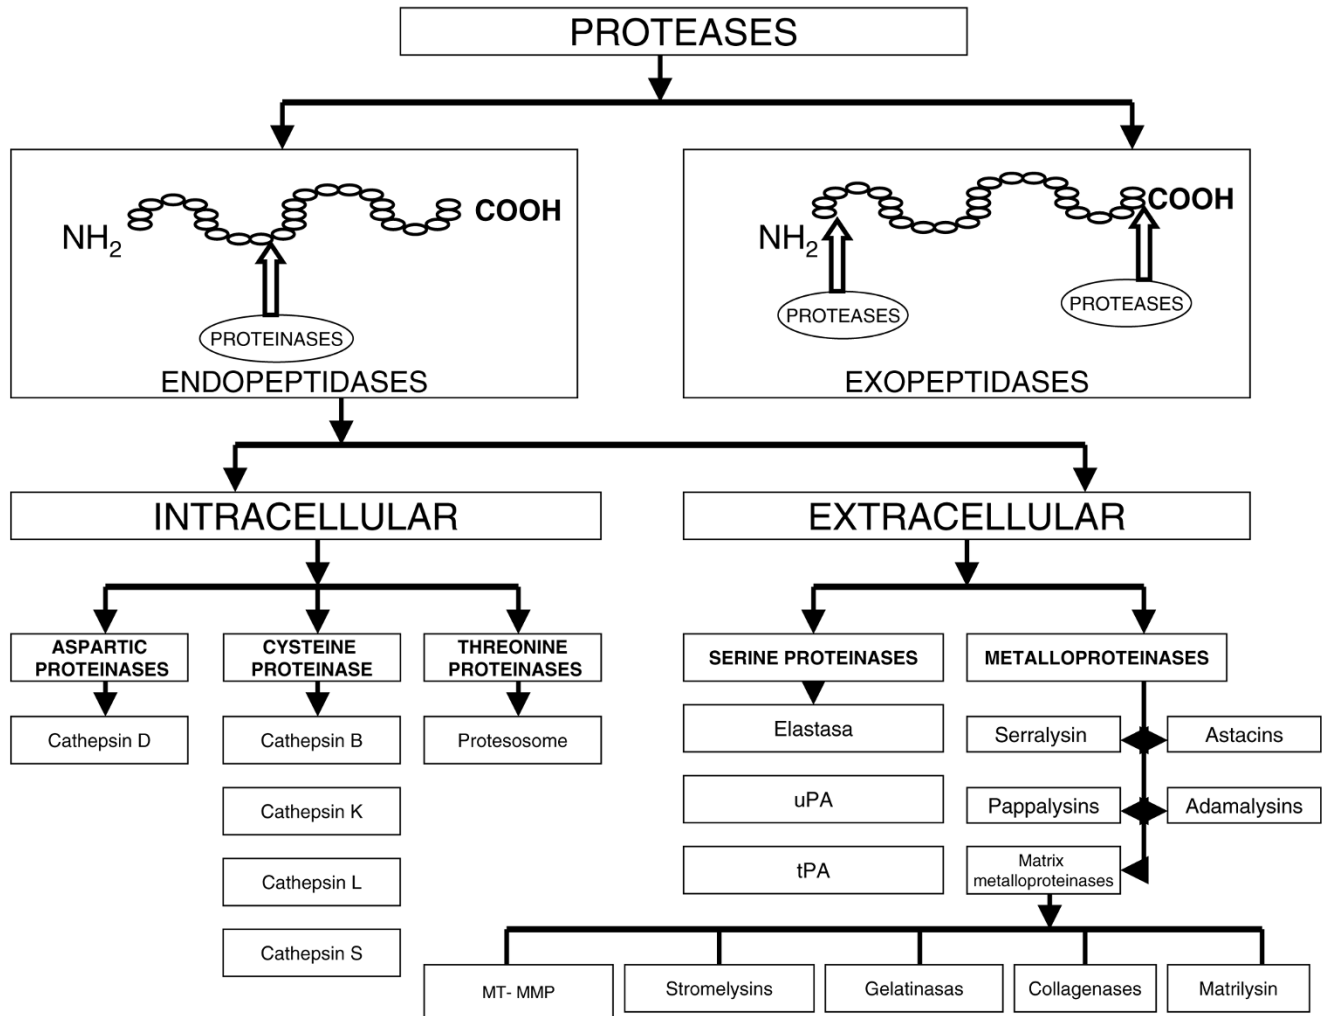 PROTEASES
NH2
COOH
PROTEINASES
ENDOPEPTIDASES
NH2
COOH
PROTEASES
PROTEASES
EXOPEPTIDASES
INTRACELLULAR
EXTRACELLULAR
ASPARTIC
PROTEINASES
CYSTEINE
PROTEINASE
THREONINE
PROTEINASES
SERINE PROTEINASES
METALLOPROTEINASES
Cathepsin D
Cathepsin B
Protesosome
Cathepsin K
Cathepsin L
Cathepsin S
Elastasa
uPA
tPA
Serralysin
Astacins
Pappalysins
Adamalysins
Matrix
metalloproteinases
MT- MMP
Stromelysins
Gelatinasas
Collagenases
Matrilysin